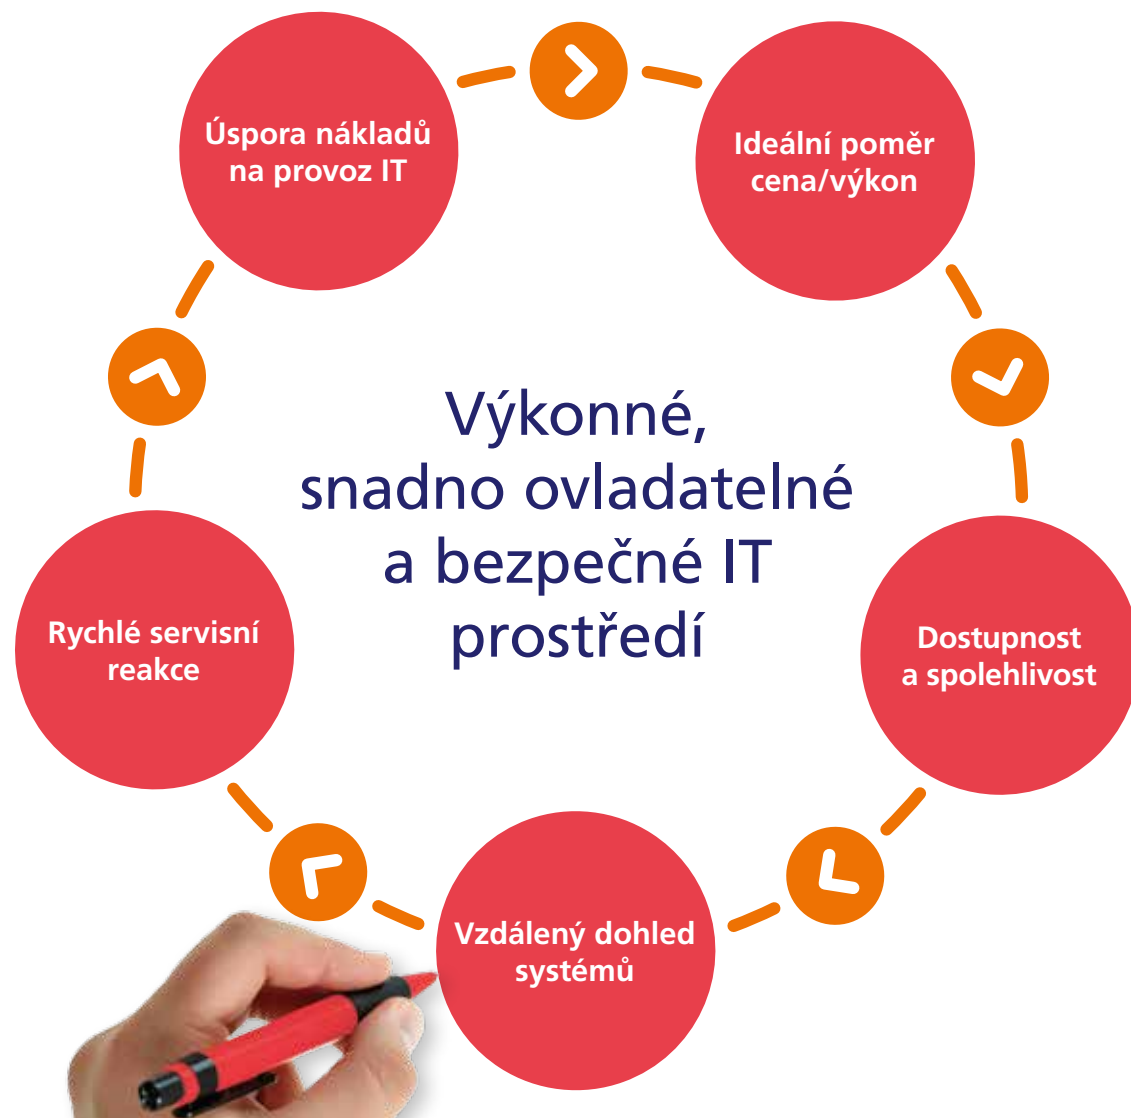 Úspora nákladů
na provoz IT
Ideální poměr
cena/výkon
Výkonné,
snadno ovladatelné
a bezpečné IT
prostředí
Rychlé servisní
reakce
Dostupnost
a spolehlivost
Vzdálený dohled
systémů